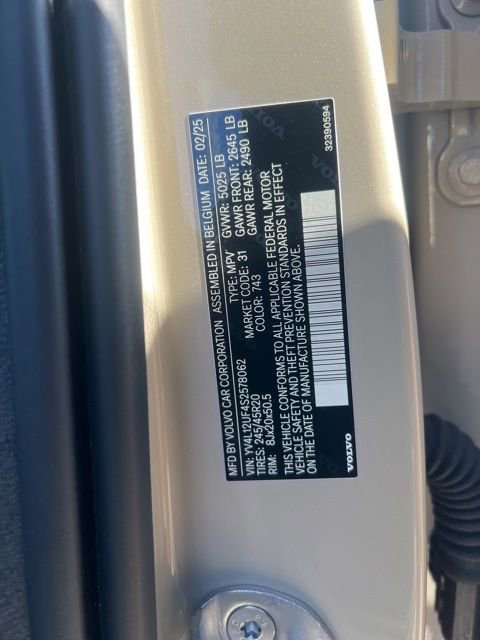 MFD BY VOLVO CAR CORPORATION ASSEMBLED IN BELGIUM DATE: 02/25
VIN: YV4L12UF4S2578062 TYPE: MPV GVWR: 5025 LB
TIRES: 245/45R20 MARKET CODE: 31 GAWR FRONT: 2645 LB
RIM: 8Jx20x50.5 COLOR: 743 GAWR REAR: 2490 LB
THIS VEHICLE CONFORMS TO ALL APPLICABLE FEDERAL MOTOR
VEHICLE SAFETY AND THEFT PREVENTION STANDARDS IN EFFECT
ON THE DATE OF MANUFACTURE SHOWN ABOVE.
VOLVO
32390594